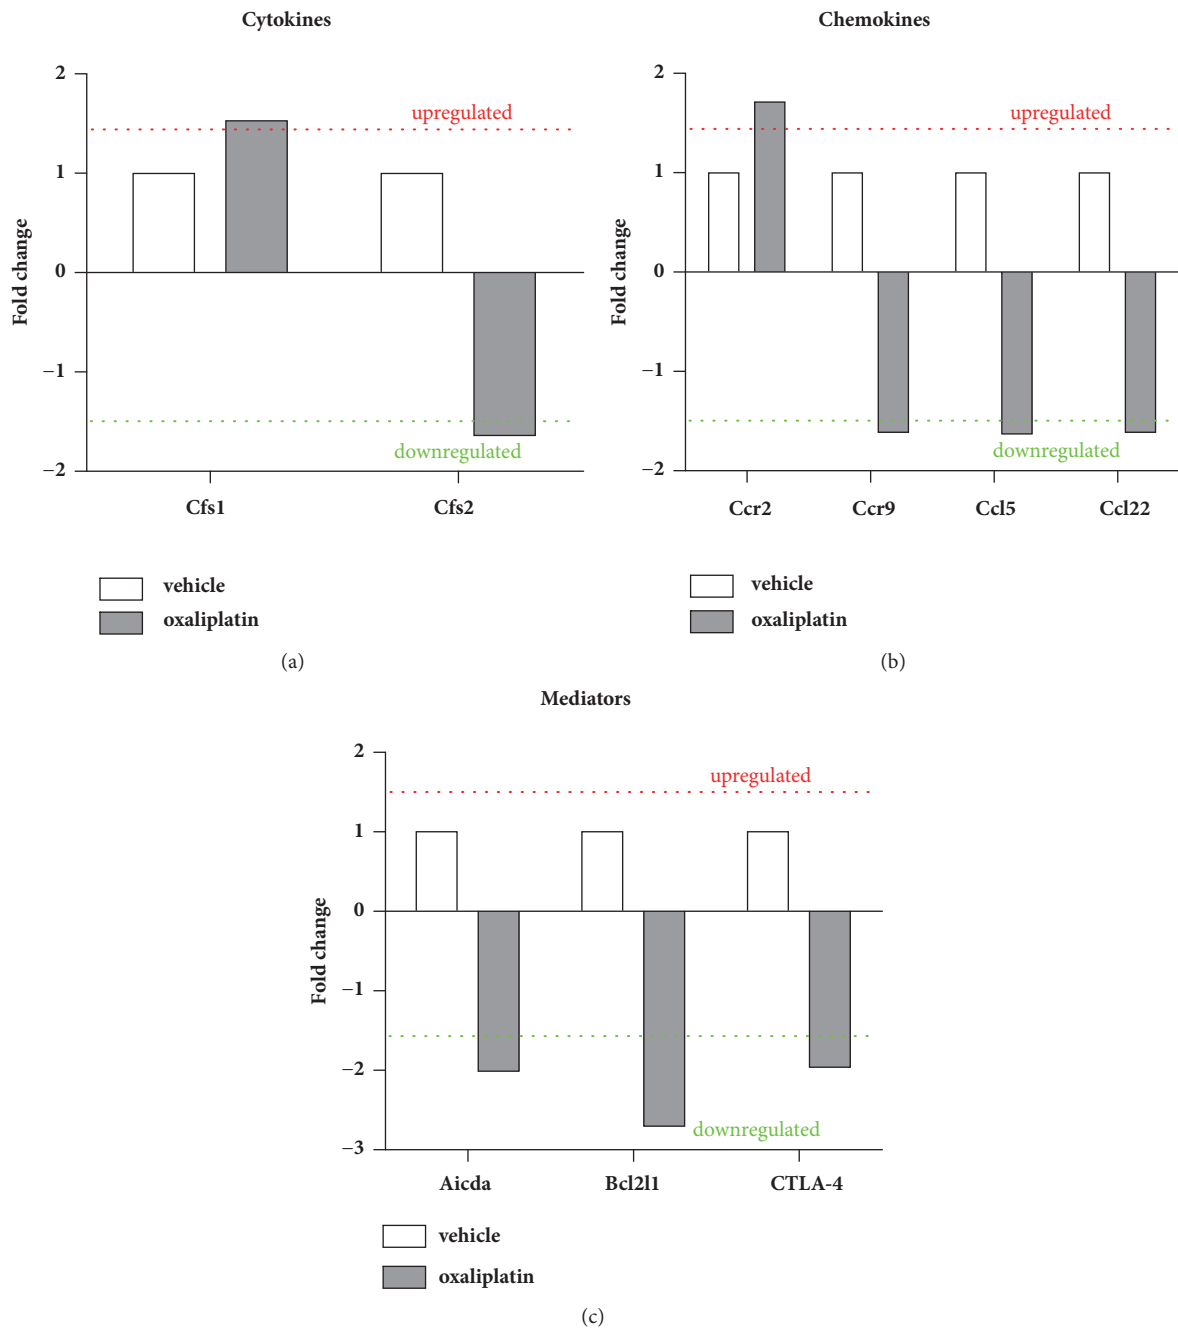 Cytokines
2
upregulated
1
0
Fold change
−1
downregulated
−2
Cfs1 Cfs2
vehicle
oxaliplatin
(a)
Chemokines
2
upregulated
1
0
Fold change
−1
downregulated
−2
Ccr2 Ccr9 Ccl5 Ccl22
vehicle
oxaliplatin
(b)
Mediators
2
upregulated
1
0
Fold change
−1
−2
downregulated
−3
Aicda Bcl2l1 CTLA-4
vehicle
oxaliplatin
(c)